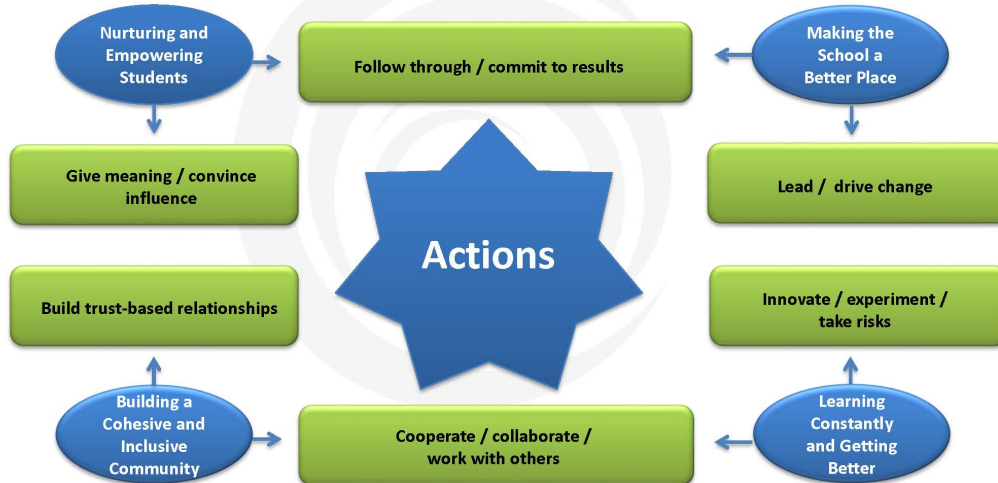 Nurturing and
Empowering
Students
Follow through / commit to results
Making the
School a
Better Place
Give meaning / convince
influence
Lead / drive change
Actions
Build trust-based relationships
Innovate / experiment /
take risks
Building a
Cohesive and
Inclusive
Community
Cooperate / collaborate /
work with others
Learning
Constantly
and Getting
Better